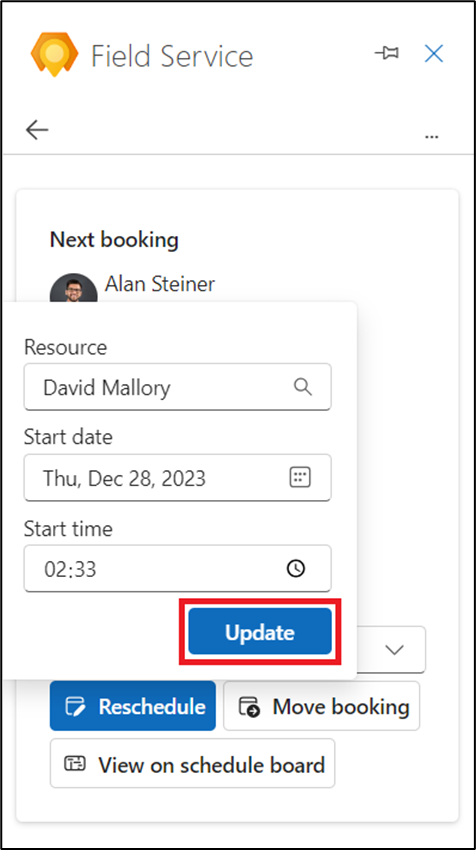 Field Service
...
Next booking
Alan Steiner
Resource
David Mallory
Start date
Thu, Dec 28, 2023
Start time
02:33
Update
Reschedule
Move booking
View on schedule board